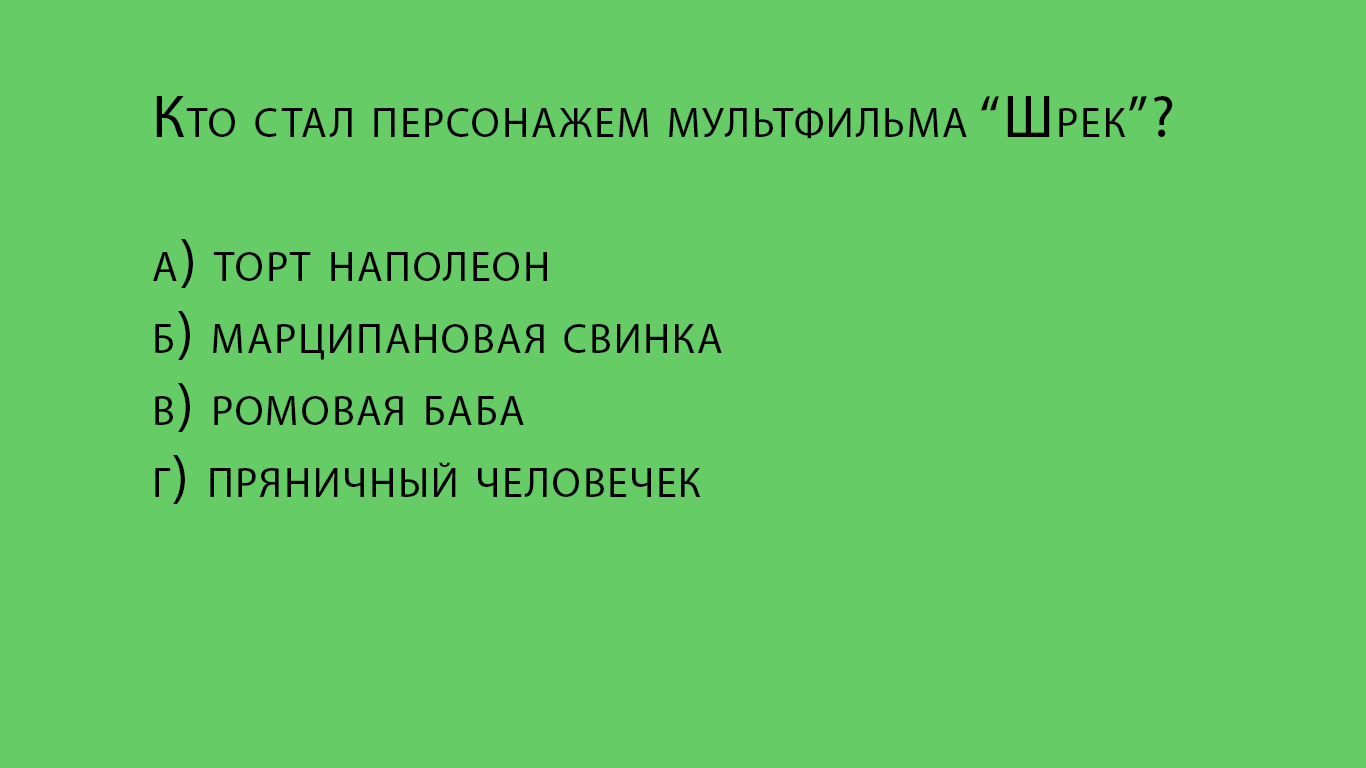 Кто стал персонажем мультфильма “Шрек”?
а) торт наполеон
б) марципановая свинка
в) ромовая баба
г) пряничный человечек